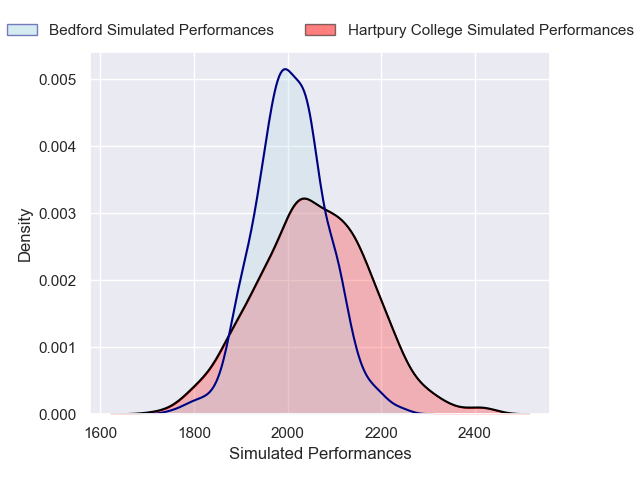 Bedford Simulated Performances
Hartpury College Simulated Performances
0.005
0.004
0.003
0.002
0.001
0.000
Density
1600
1800
2000
2200
2400
Simulated Performances